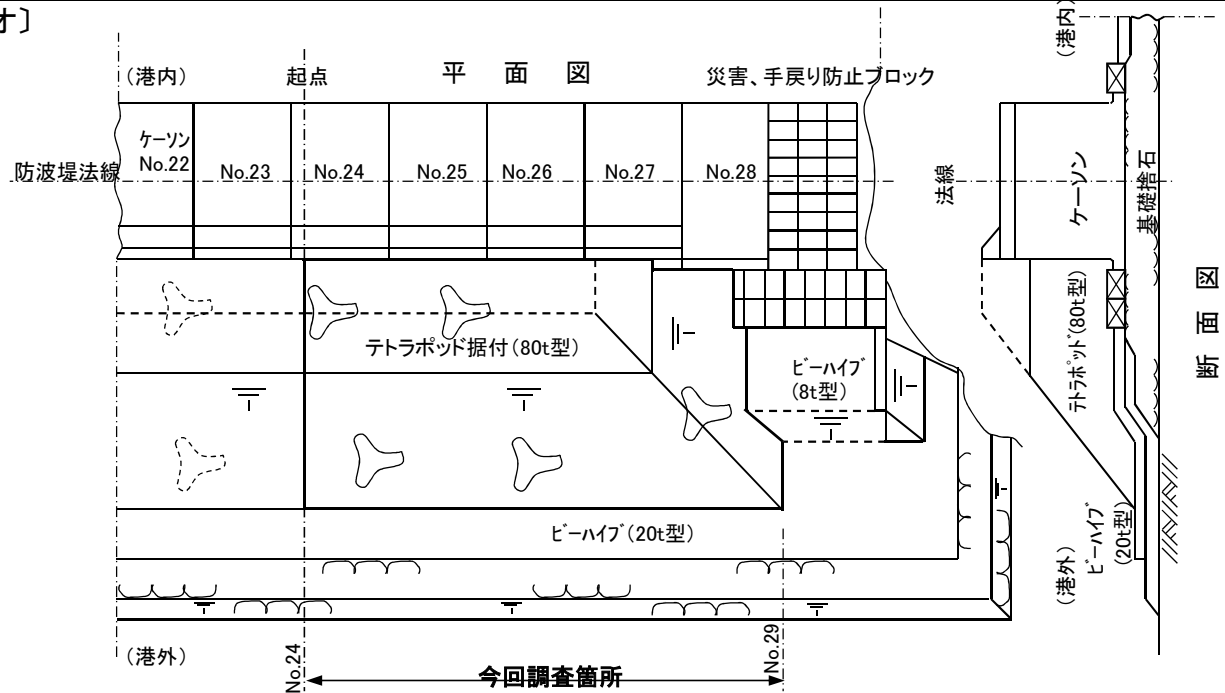 オ〕
(港内)
起点
平 面 図
災害、手戻り防止ブロック
(港内)
ケーソン
No.22
No.23
No.24
No.25
No.26
No.27
No.28
防波堤法線
法線
ケーソン
基礎捨石
断 面 図
テトラポッド据付(80t型)
テトラポッド(80t型)
ビーハイブ
(8t型)
ビーハイブ(20t型)
ビーハイブ
(20t型)
(港外)
(港外)
No.24
No.29
今回調査箇所